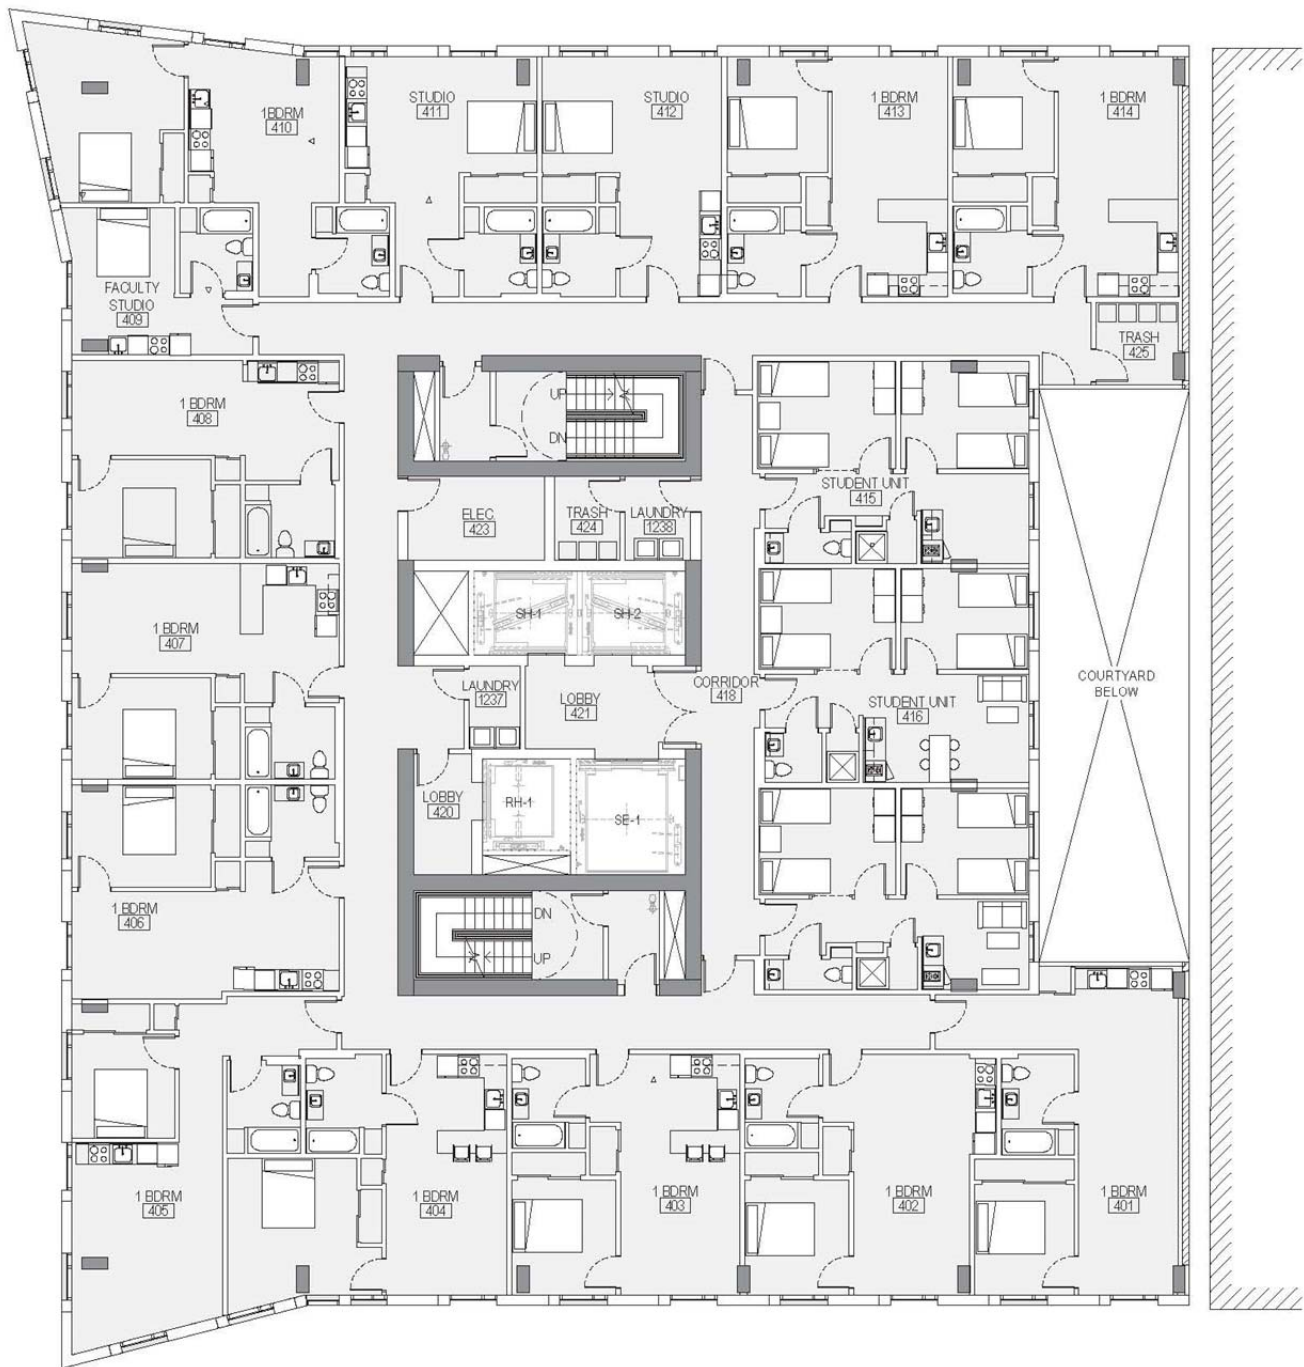 1 BDRM
410
STUDIO
411
STUDIO
412
1 BDRM
413
1 BDRM
414
FACULTY
STUDIO
409
TRASH
425
1 BDRM
408
UP
DN
ELEC.
423
TRASH
424
LAUNDRY
1238
STUDENT UNIT
415
SH-1
SH-2
1 BDRM
407
LAUNDRY
1237
LOBBY
421
CORRIDOR
418
STUDENT UNIT
416
COURTYARD
BELOW
LOBBY
420
RH-1
SE-1
1 BDRM
406
DN
UP
1 BDRM
405
1 BDRM
404
1 BDRM
403
1 BDRM
402
1 BDRM
401